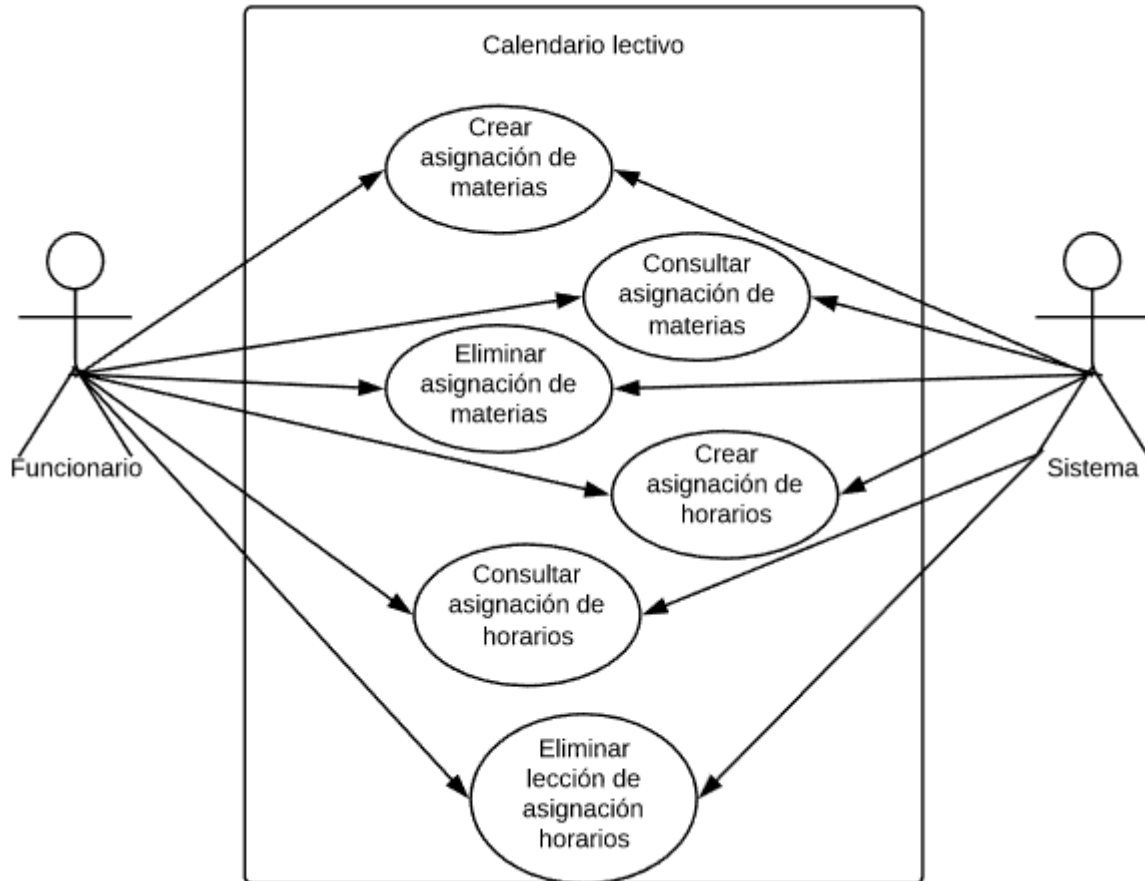 Calendario lectivo
Crear
asignación de
materias
Consultar
asignación de
materias
Eliminar
asignación de
materias
Funcionario
Crear
asignación de
horarios
Sistema
Consultar
asignación de
horarios
Eliminar
lección de
asignación
horarios